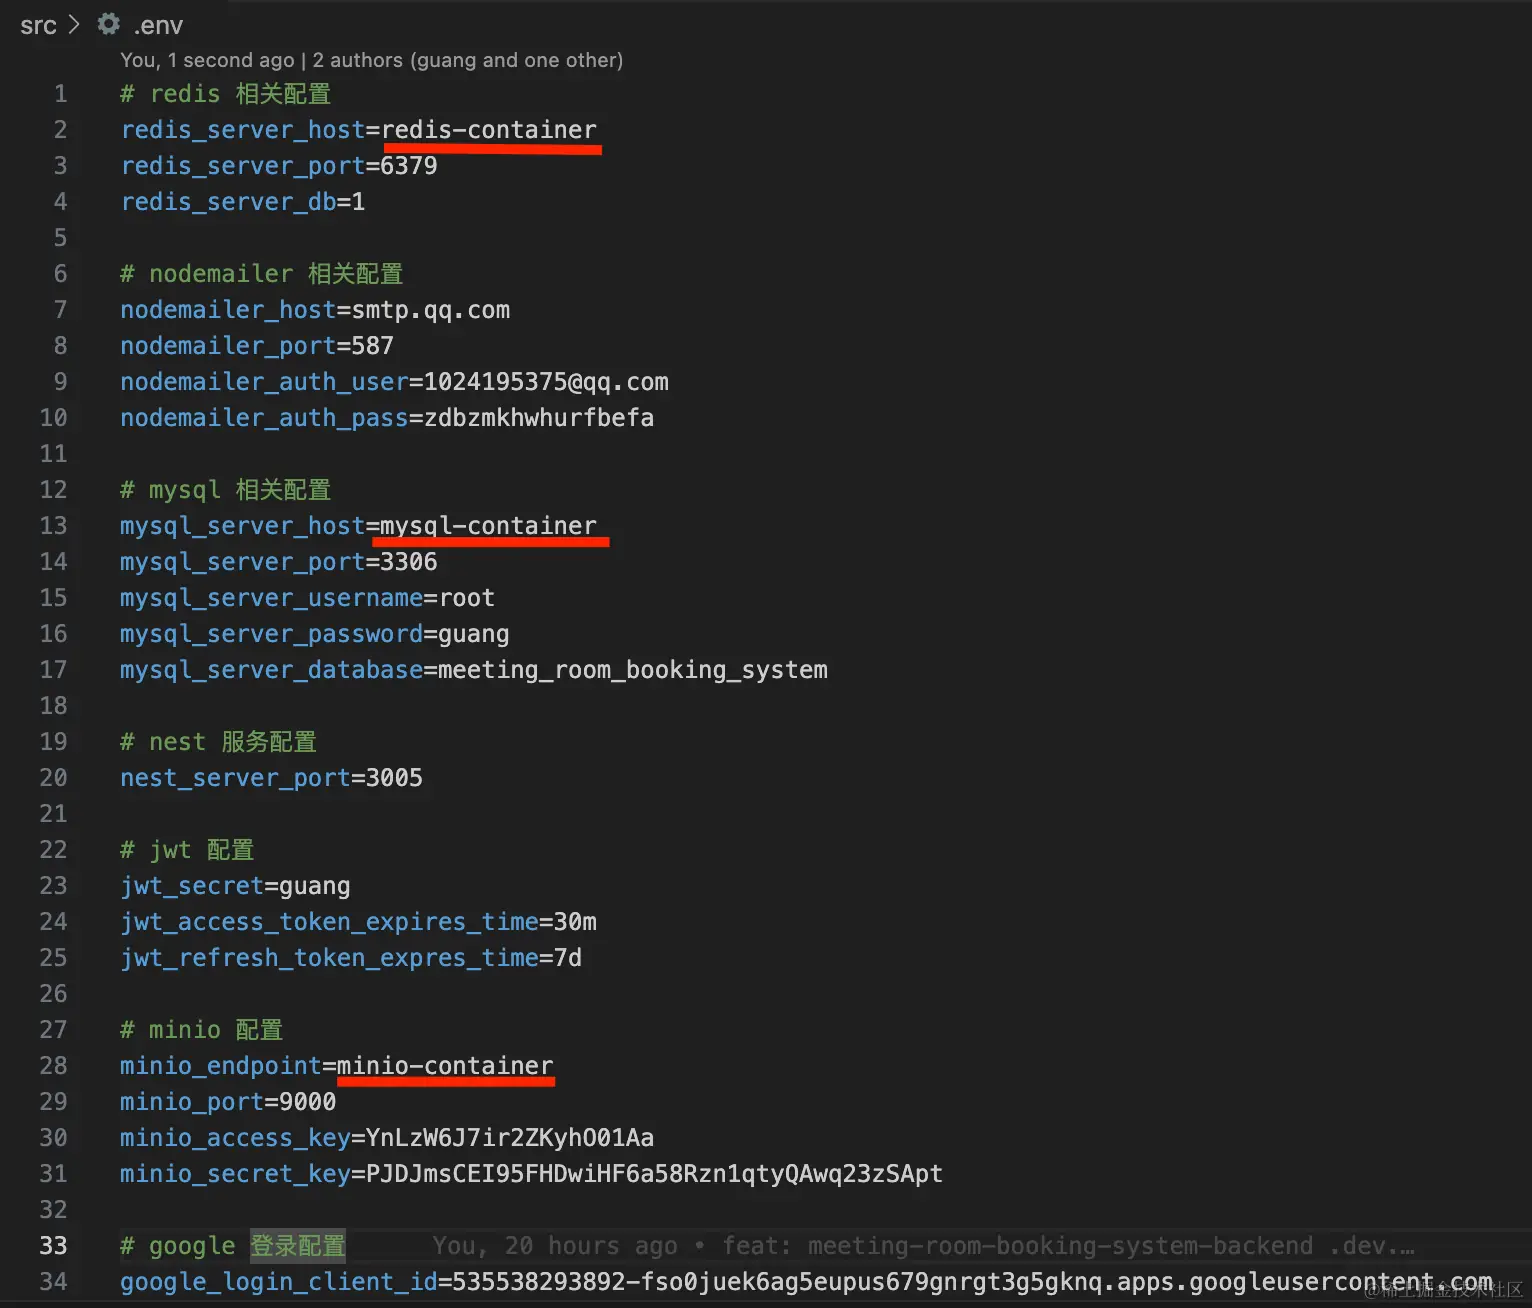 src > .env
You, 1 second ago | 2 authors (guang and one other)
1 # redis 相关配置
2 redis_server_host=redis-container
3 redis_server_port=6379
4 redis_server_db=1
5
6 # nodemailer 相关配置
7 nodemailer_host=smtp.qq.com
8 nodemailer_port=587
9 nodemailer_auth_user=1024195375@qq.com
10 nodemailer_auth_pass=zdbzmkhwhurfbefa
11
12 # mysql 相关配置
13 mysql_server_host=mysql-container
14 mysql_server_port=3306
15 mysql_server_username=root
16 mysql_server_password=guang
17 mysql_server_database=meeting_room_booking_system
18
19 # nest 服务配置
20 nest_server_port=3005
21
22 # jwt 配置
23 jwt_secret=guang
24 jwt_access_token_expires_time=30m
25 jwt_refresh_token_expres_time=7d
26
27 # minio 配置
28 minio_endpoint=minio-container
29 minio_port=9000
30 minio_access_key=YnLzW6J7ir2ZKyhO01Aa
31 minio_secret_key=PJDJmsCEI95FHDwiHF6a58Rzn1qtyQAwq23zSApt
32
33 # google 登录配置 You, 20 hours ago • feat: meeting-room-booking-system-backend .dev.…
34 google_login_client_id=535538293892-fso0juek6ag5eupus679gnrgt3g5gknq.apps.googleusercontent.com
@稀土掘金技术社区